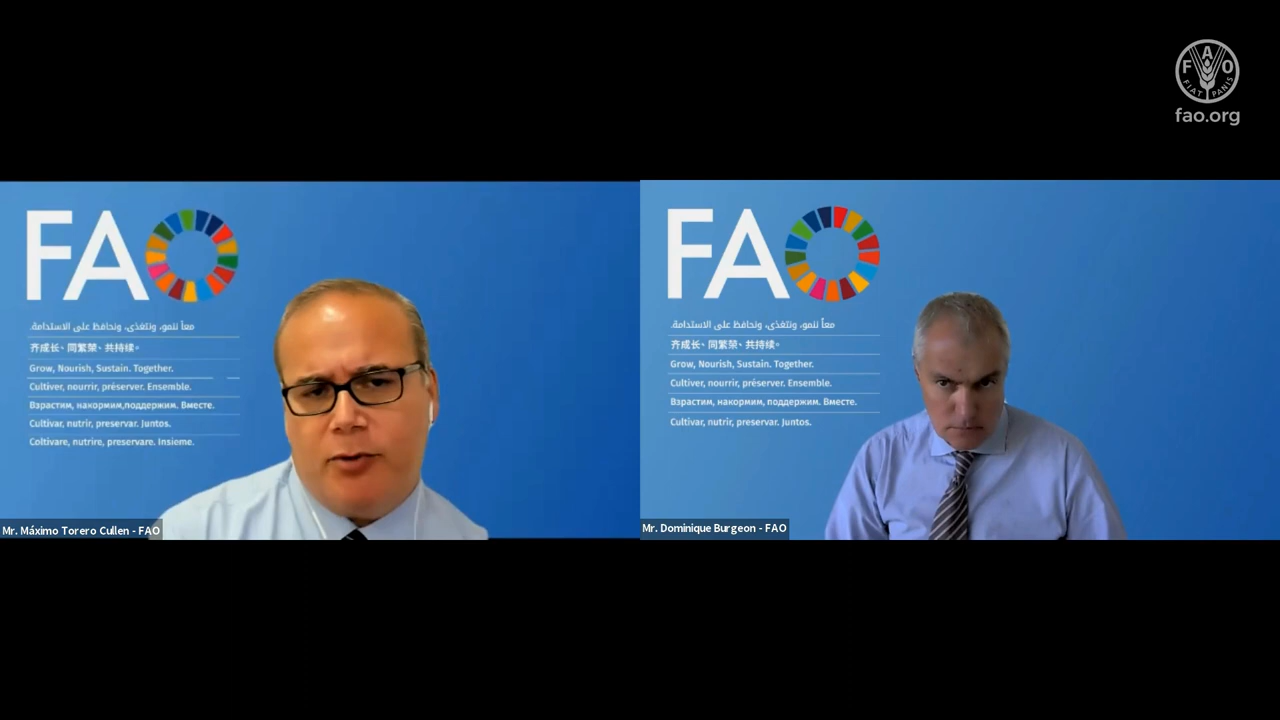 FAO
FIAT PANIS
fao.org
FAO
معاً ننمو، ونتغذى، ونحافظ على الاستدامة.
齐成长、同繁荣、共持续。
Grow, Nourish, Sustain. Together.
Cultiver, nourrir, préserver. Ensemble.
Взрастим, накормим,поддержим. Вместе.
Cultivar, nutrir, preservar. Juntos.
Coltivare, nutrire, preservare. Insieme.
Mr. Máximo Torero Cullen - FAO
FAO
معاً ننمو، ونتغذى، ونحافظ على الاستدامة.
齐成长、同繁荣、共持续。
Grow, Nourish, Sustain. Together.
Cultiver, nourrir, préserver. Ensemble.
Взрастим, накормим, поддержим. Вместе.
Cultivar, nutrir, preservar. Juntos.
Mr. Dominique Burgeon - FAO